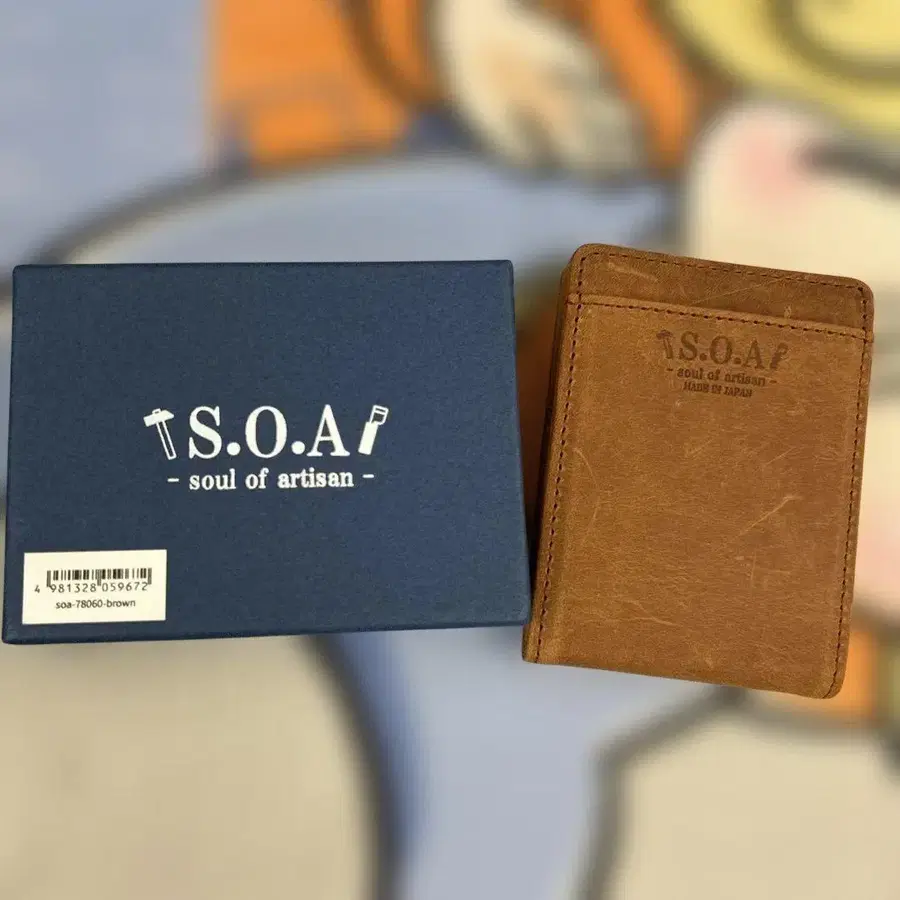 S.O.A
- soul of artisan -
4 981328 059672
soa-78060-brown
S.O.A
- soul of artisan -
MADE IN JAPAN